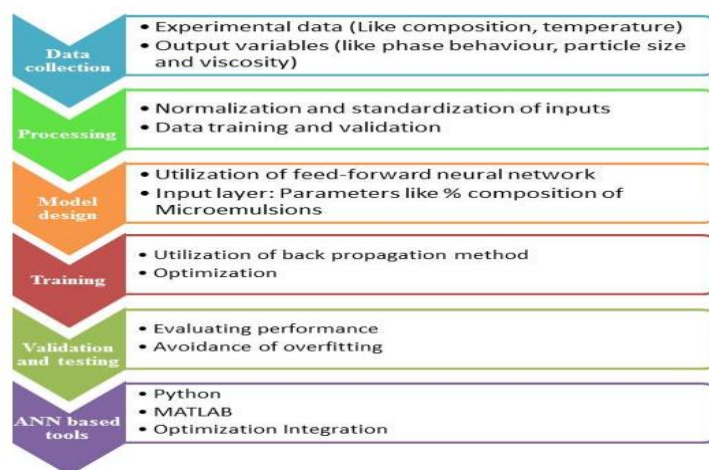 Data
collection
• Experimental data (Like composition, temperature)
• Output variables (like phase behaviour, particle size
and viscosity)
Processing
• Normalization and standardization of inputs
• Data training and validation
Model
design
• Utilization of feed-forward neural network
• Input layer: Parameters like % composition of
Microemulsions
Training
• Utilization of back propagation method
• Optimization
Validation
and testing
• Evaluating performance
• Avoidance of overfitting
ANN based
tools
• Python
• MATLAB
• Optimization Integration